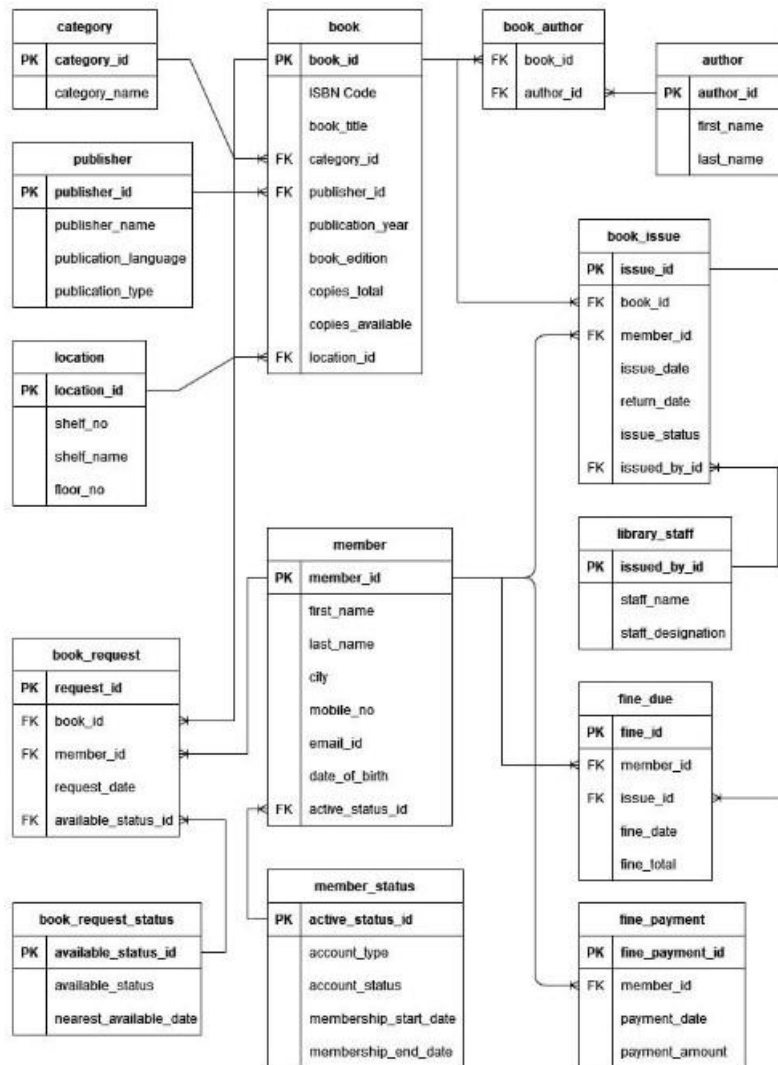 category
PK category_id
category_name
publisher
PK publisher_id
publisher_name
publication_language
publication_type
location
PK location_id
shelf_no
shelf_name
floor_no
book
PK book_id
ISBN Code
book_title
FK category_id
FK publisher_id
publication_year
book_edition
copies_total
copies_available
FK location_id
book_author
FK book_id
FK author_id
author
PK author_id
first_name
last_name
book_issue
PK issue_id
FK book_id
FK member_id
issue_date
return_date
issue_status
FK issued_by_id
library_staff
PK issued_by_id
staff_name
staff_designation
member
PK member_id
first_name
last_name
city
mobile_no
email_id
date_of_birth
FK active_status_id
book_request
PK request_id
FK book_id
FK member_id
request_date
FK available_status_id
fine_due
PK fine_id
FK member_id
FK issue_id
fine_date
fine_total
book_request_status
PK available_status_id
available_status
nearest_available_date
member_status
PK active_status_id
account_type
account_status
membership_start_date
membership_end_date
fine_payment
PK fine_payment_id
FK member_id
payment_date
payment_amount